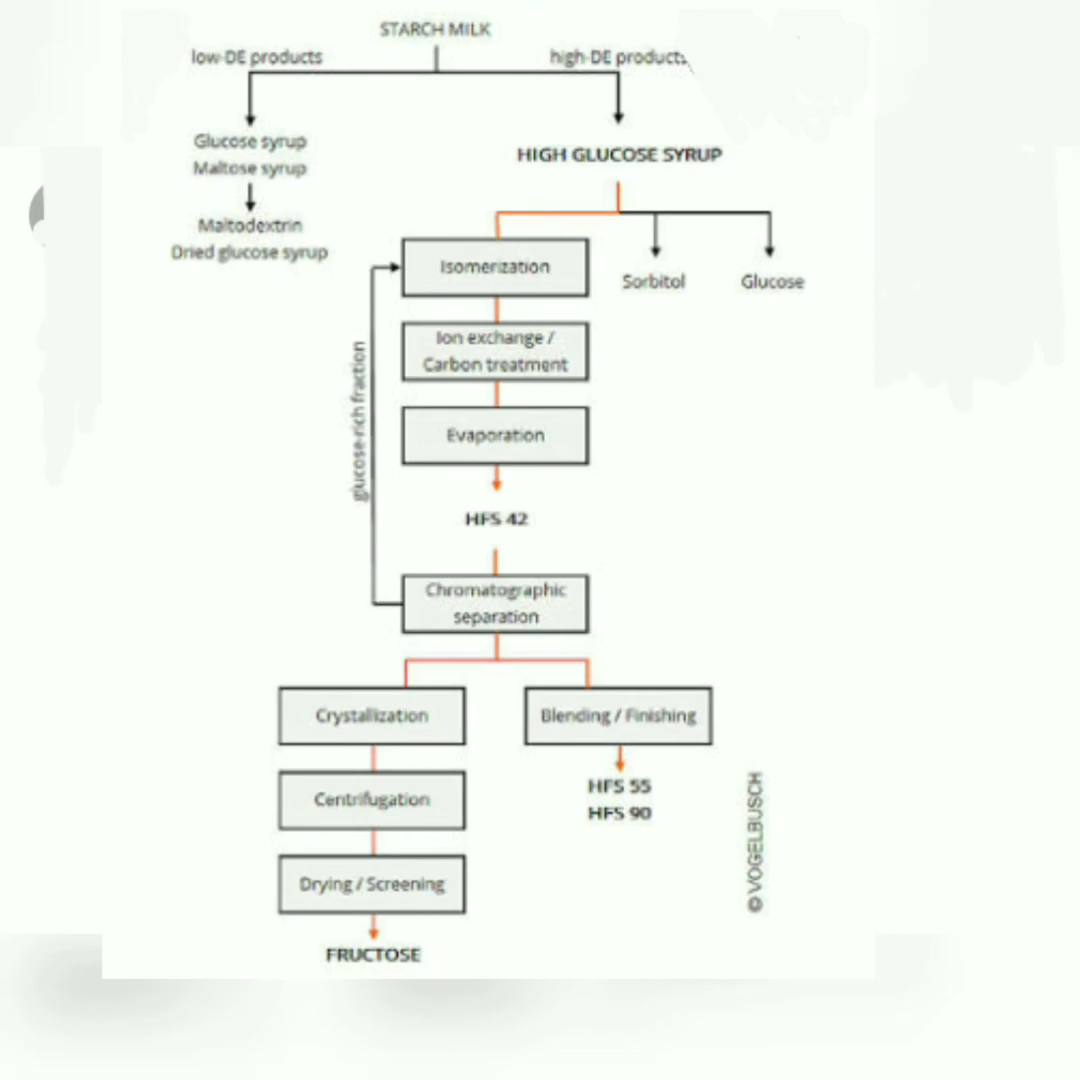 STARCH MILK
low-DE products
high-DE products
Glucose syrup
Maltose syrup
HIGH GLUCOSE SYRUP
Maltodextrin
Dried glucose syrup
Isomerization
Sorbitol
Glucose
Ion exchange /
Carbon treatment
glucose-rich fraction
Evaporation
HFS 42
Chromatographic
separation
Crystallization
Blending / Finishing
Centrifugation
HFS 55
HFS 90
Drying / Screening
FRUCTOSE
© VOGELBUSCH